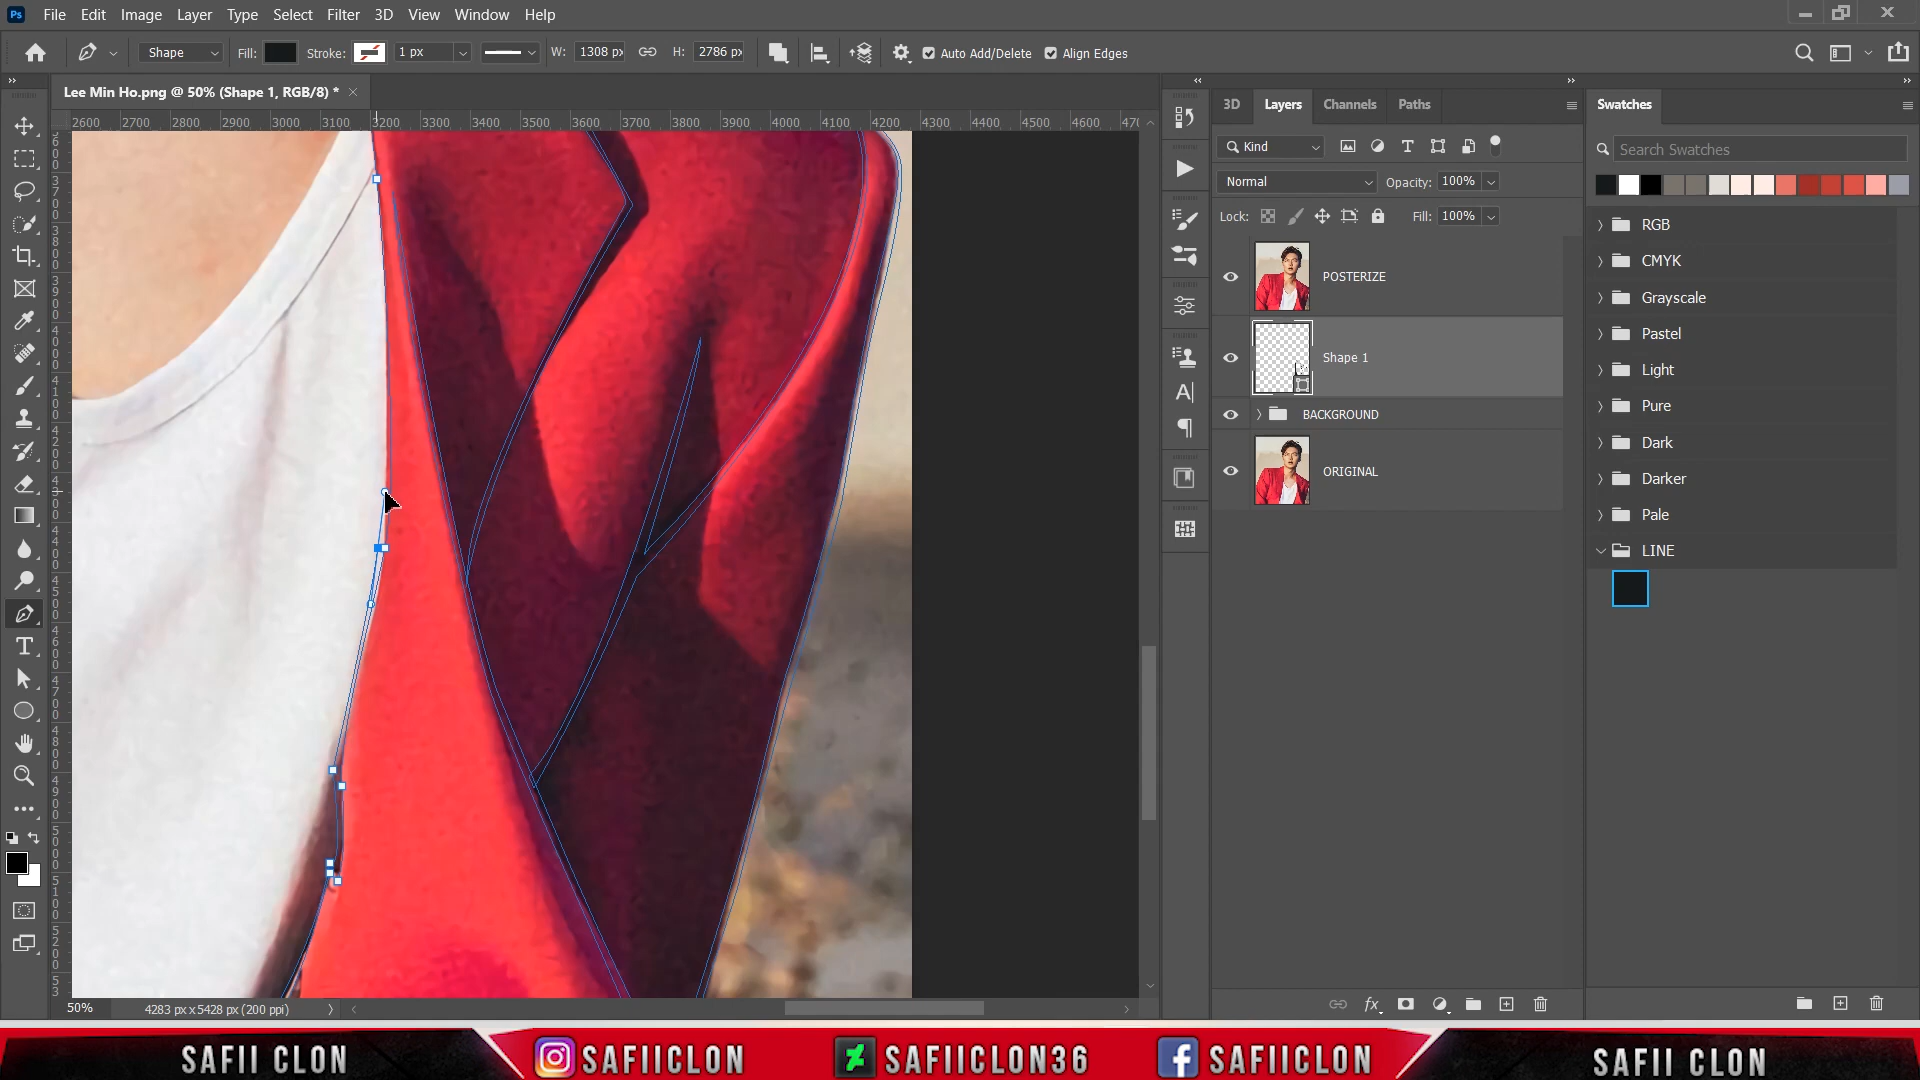 Ps File Edit Image Layer Type Select Filter 3D View Window Help
Shape Fill: Stroke: 1 px W: 1308 px H: 2786 px Auto Add/Delete Align Edges
Lee Min Ho.png @ 50% (Shape 1, RGB/8) *
2600 2700 2800 2900 3000 3100 3200 3300 3400 3500 3600 3700 3800 3900 4000 4100 4200 4300 4400 4500 4600
3D Layers Channels Paths
Kind
Normal Opacity: 100%
Lock: Fill: 100%
POSTERIZE
Shape 1
BACKGROUND
ORIGINAL
Swatches
Search Swatches
RGB
CMYK
Grayscale
Pastel
Light
Pure
Dark
Darker
Pale
LINE
50% 4283 px x 5428 px (200 ppi)
SAFII CLON SAFIICLON SAFIICLON36 SAFIICLON SAFII CLON